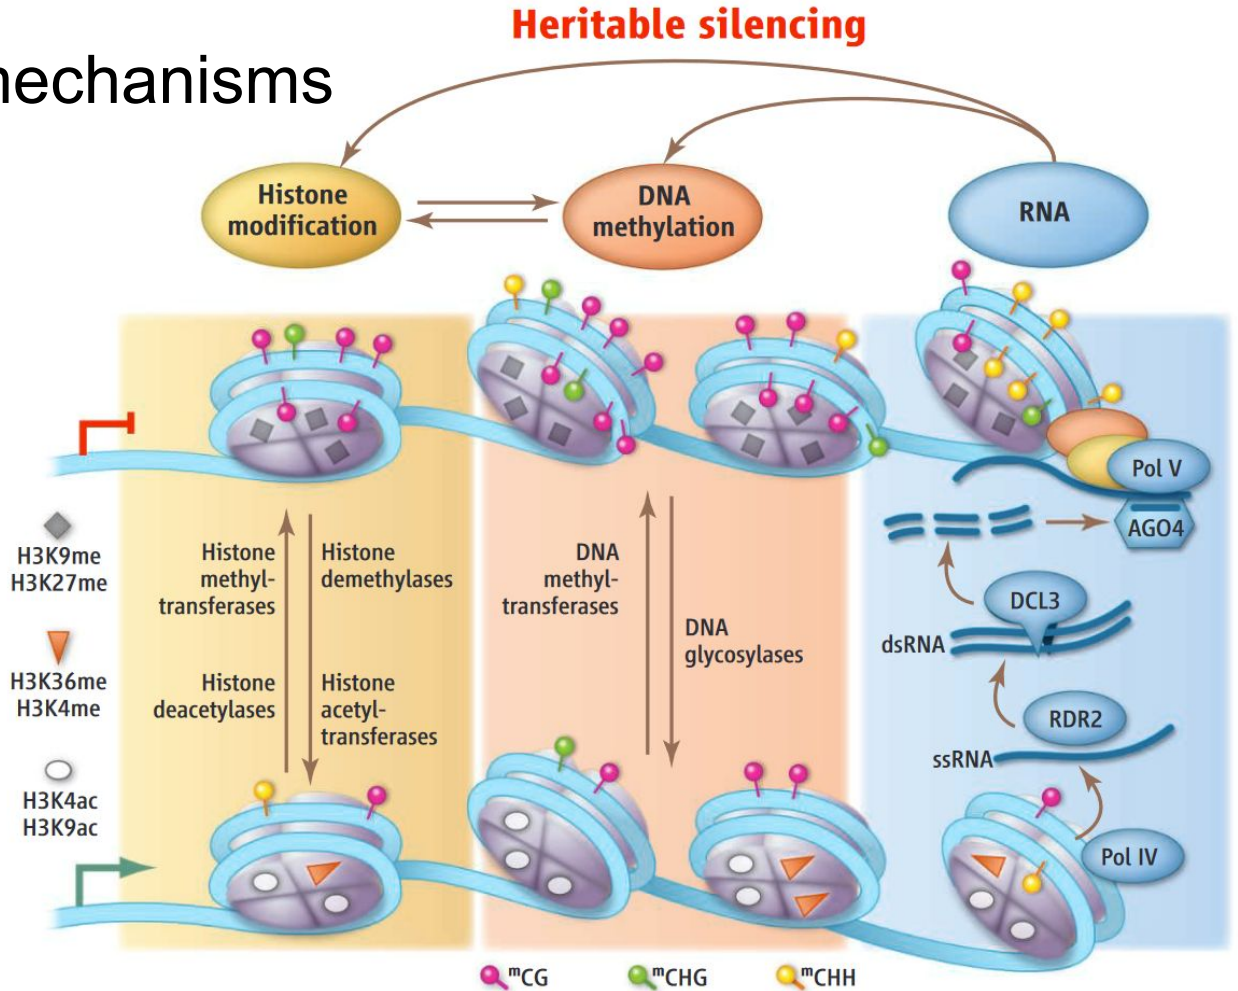 Heritable silencing
mechanisms
Histone
modification
DNA
methylation
RNA
Pol V
AGO4
H3K9me
H3K27me
Histone
methyl-
transferases
Histone
demethylases
DNA
methyl-
transferases
DCL3
DNA
glycosylases
dsRNA
H3K36me
H3K4me
Histone
deacetylases
Histone
acetyl-
transferases
RDR2
ssRNA
H3K4ac
H3K9ac
Pol IV
mCG
mCHG
mCHH